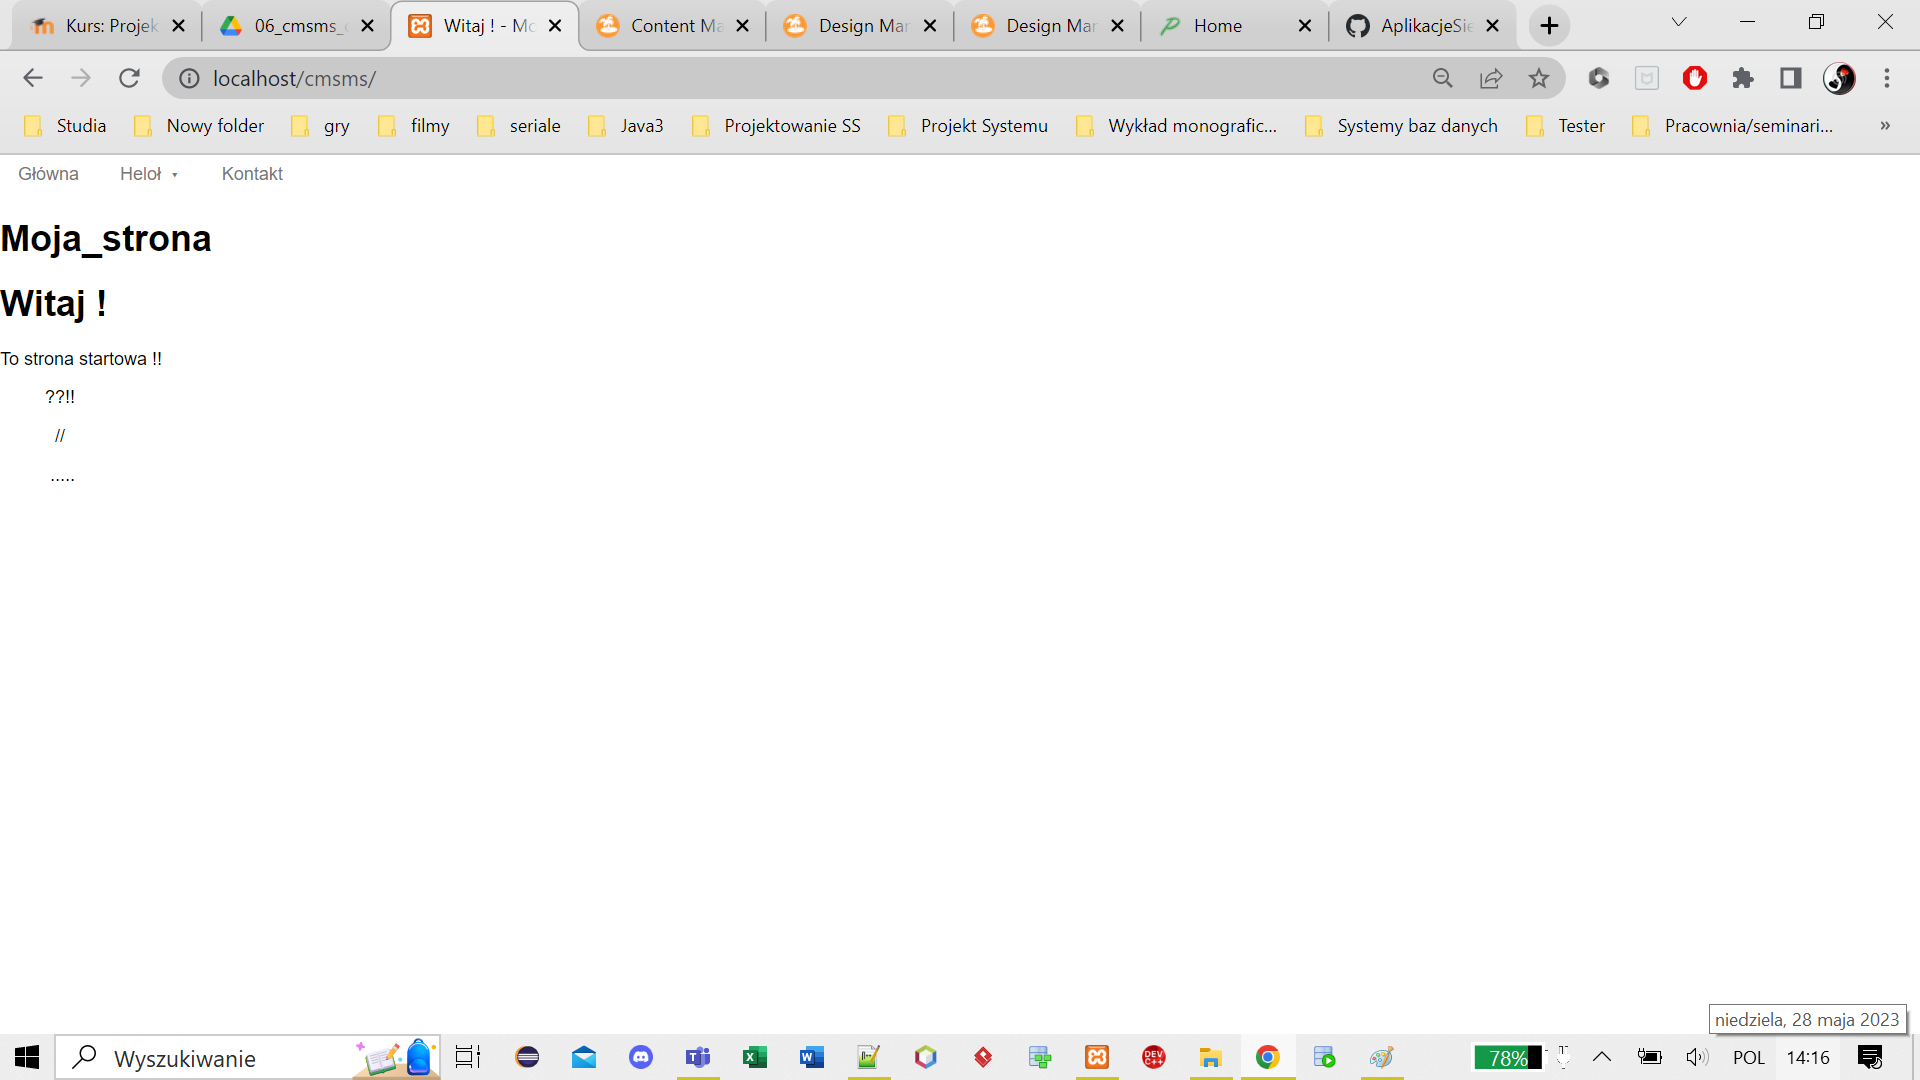 Kurs: Projek
06_cmsms_
Witaj ! - Mo
Content Ma
Design Mar
Design Mar
Home
AplikacjeSie
localhost/cmsms/
Studia
Nowy folder
gry
filmy
seriale
Java3
Projektowanie SS
Projekt Systemu
Wykład monografic...
Systemy baz danych
Tester
Pracownia/seminari...
»
Główna
Heloł
Kontakt
Moja_strona
Witaj !
To strona startowa !!
??!!
//
.....
niedziela, 28 maja 2023
Wyszukiwanie
DEV C++
78%
POL
14:16